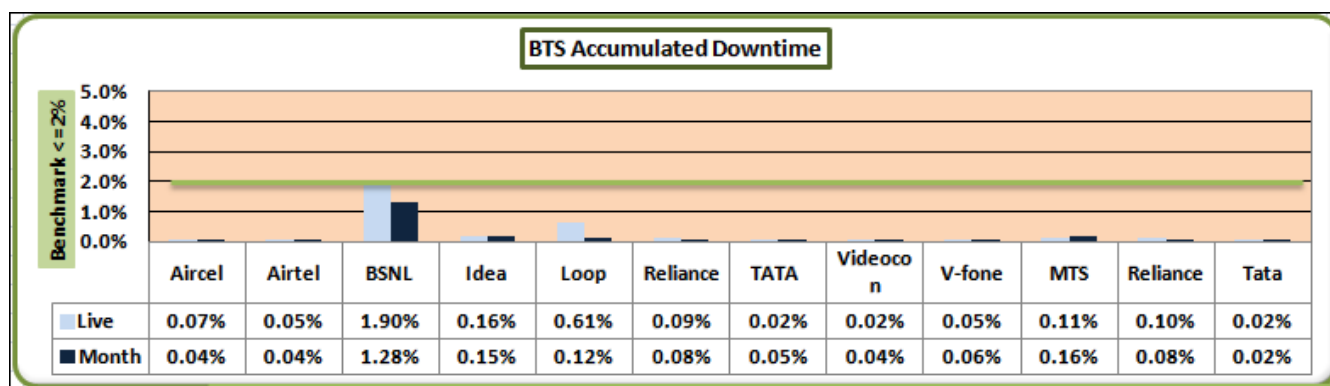 BTS Accumulated Downtime
Benchmark <=2%
5.0%
4.0%
3.0%
2.0%
1.0%
0.0%
Aircel Airtel BSNL Idea Loop Reliance TATA Videoco
n V-fone MTS Reliance Tata
Live 0.07% 0.05% 1.90% 0.16% 0.61% 0.09% 0.02% 0.02% 0.05% 0.11% 0.10% 0.02%
Month 0.04% 0.04% 1.28% 0.15% 0.12% 0.08% 0.05% 0.04% 0.06% 0.16% 0.08% 0.02%